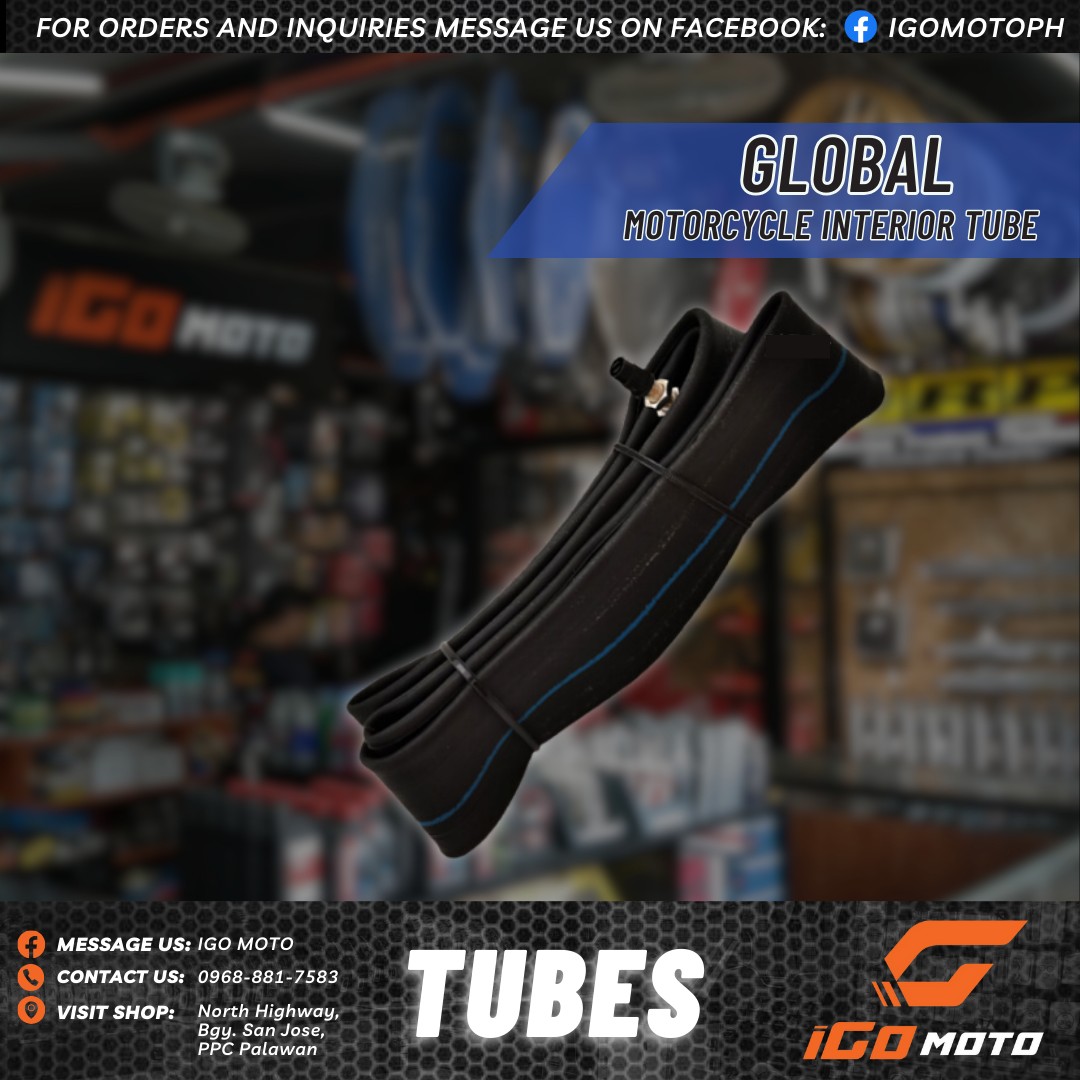 FOR ORDERS AND INQUIRIES MESSAGE US ON FACEBOOK: IGOMOTOPH
GLOBAL
MOTORCYCLE INTERIOR TUBE
iGO MOTO
MESSAGE US: IGO MOTO
CONTACT US: 0968-881-7583
VISIT SHOP: North Highway,
Bgy. San Jose,
PPC Palawan
TUBES
iGO MOTO